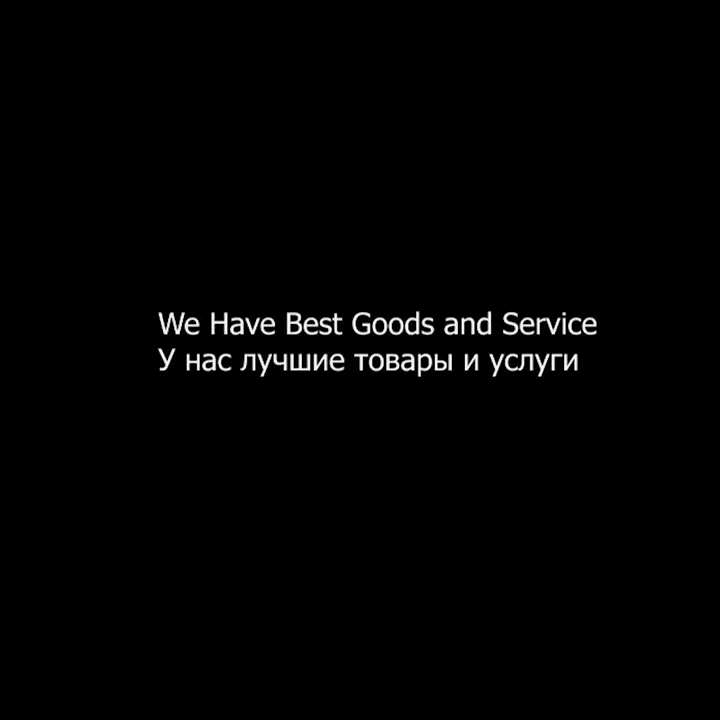 We Have Best Goods and Service
У нас лучшие товары и услуги